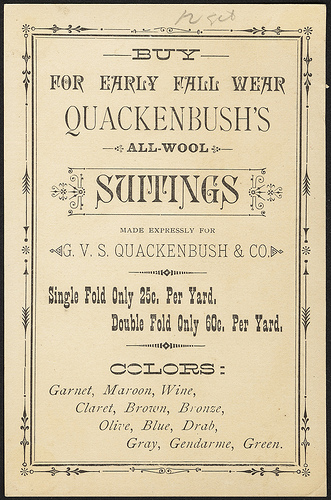 BUY
FOR EARLY FALL WEAR
QUACKENBUSH'S
ALL-WOOL
SUITINGS
MADE EXPRESSLY FOR
G. V. S. QUACKENBUSH & CO.
Single Fold Only 25c. Per Yard.
Double Fold Only 60c. Per Yard.
COLORS:
Garnet, Maroon, Wine,
Claret, Brown, Bronze,
Olive, Blue, Drab,
Gray, Gendarme, Green.